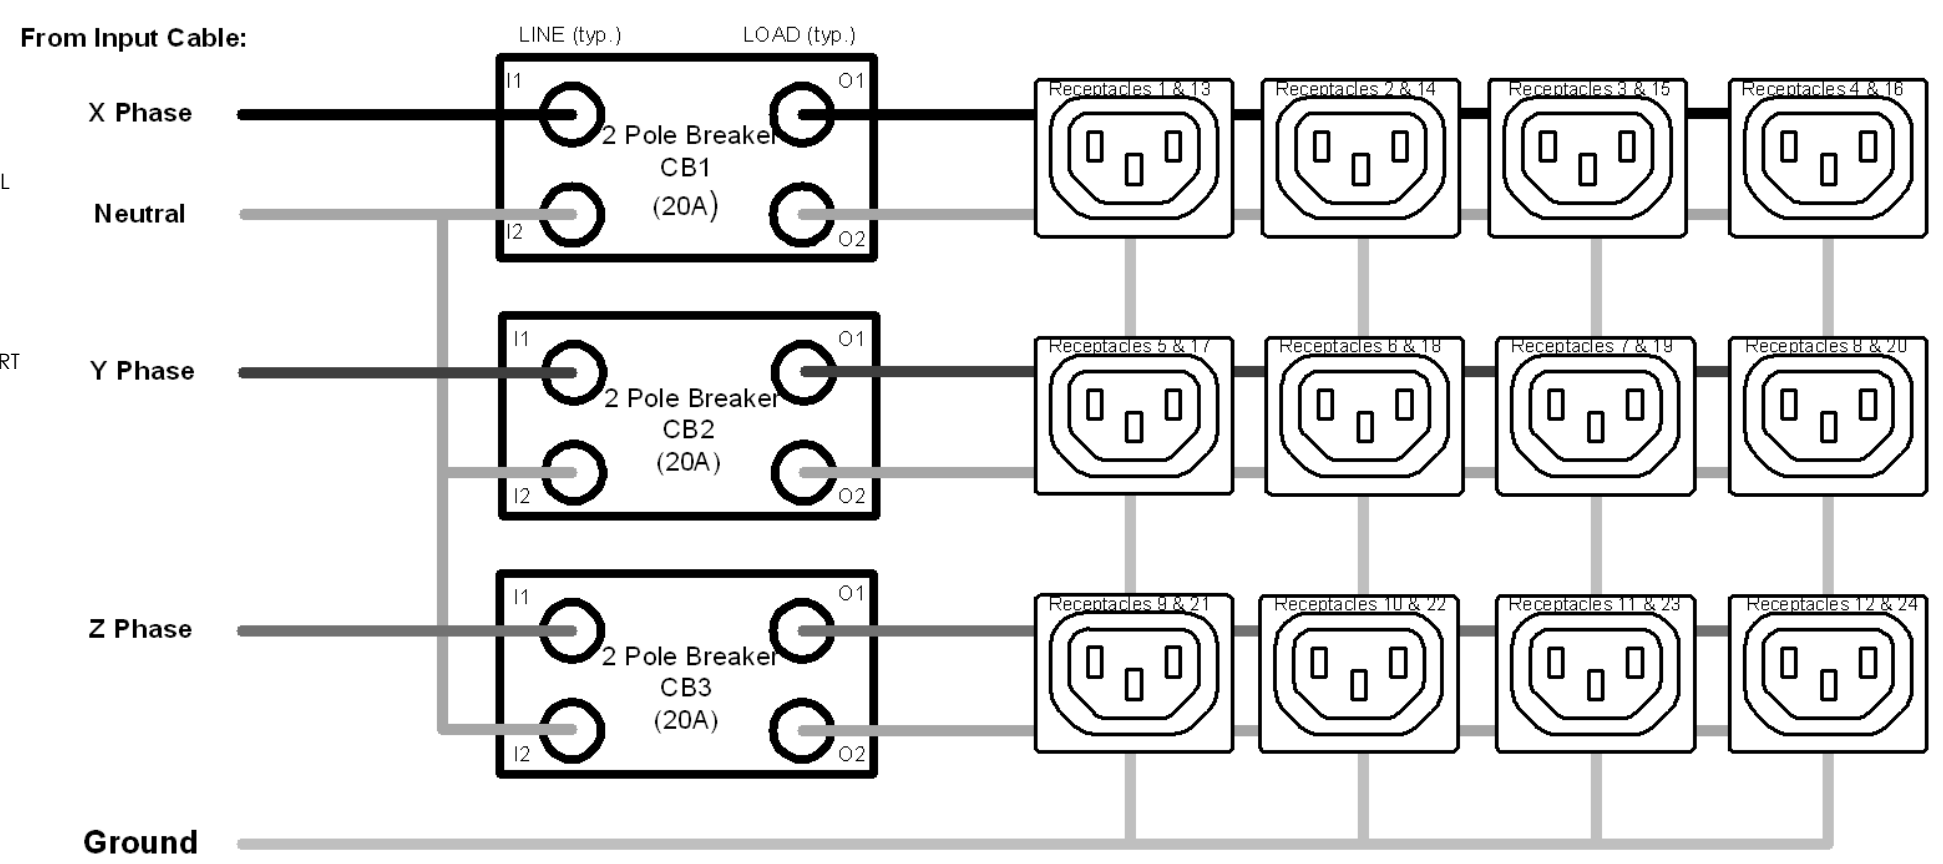 From Input Cable:
LINE (typ.)
LOAD (typ.)
I1
O1
X Phase
2 Pole Breaker
CB1
(20A)
Receptacles 1 & 13
Receptacles 2 & 14
Receptacles 3 & 15
Receptacles 4 & 16
L
Neutral
I2
O2
I1
O1
RT
Y Phase
2 Pole Breaker
CB2
(20A)
I2
O2
Receptacles 5 & 17
Receptacles 6 & 18
Receptacles 7 & 19
Receptacles 8 & 20
I1
O1
Z Phase
2 Pole Breaker
CB3
(20A)
I2
O2
Receptacles 9 & 21
Receptacles 10 & 22
Receptacles 11 & 23
Receptacles 12 & 24
Ground